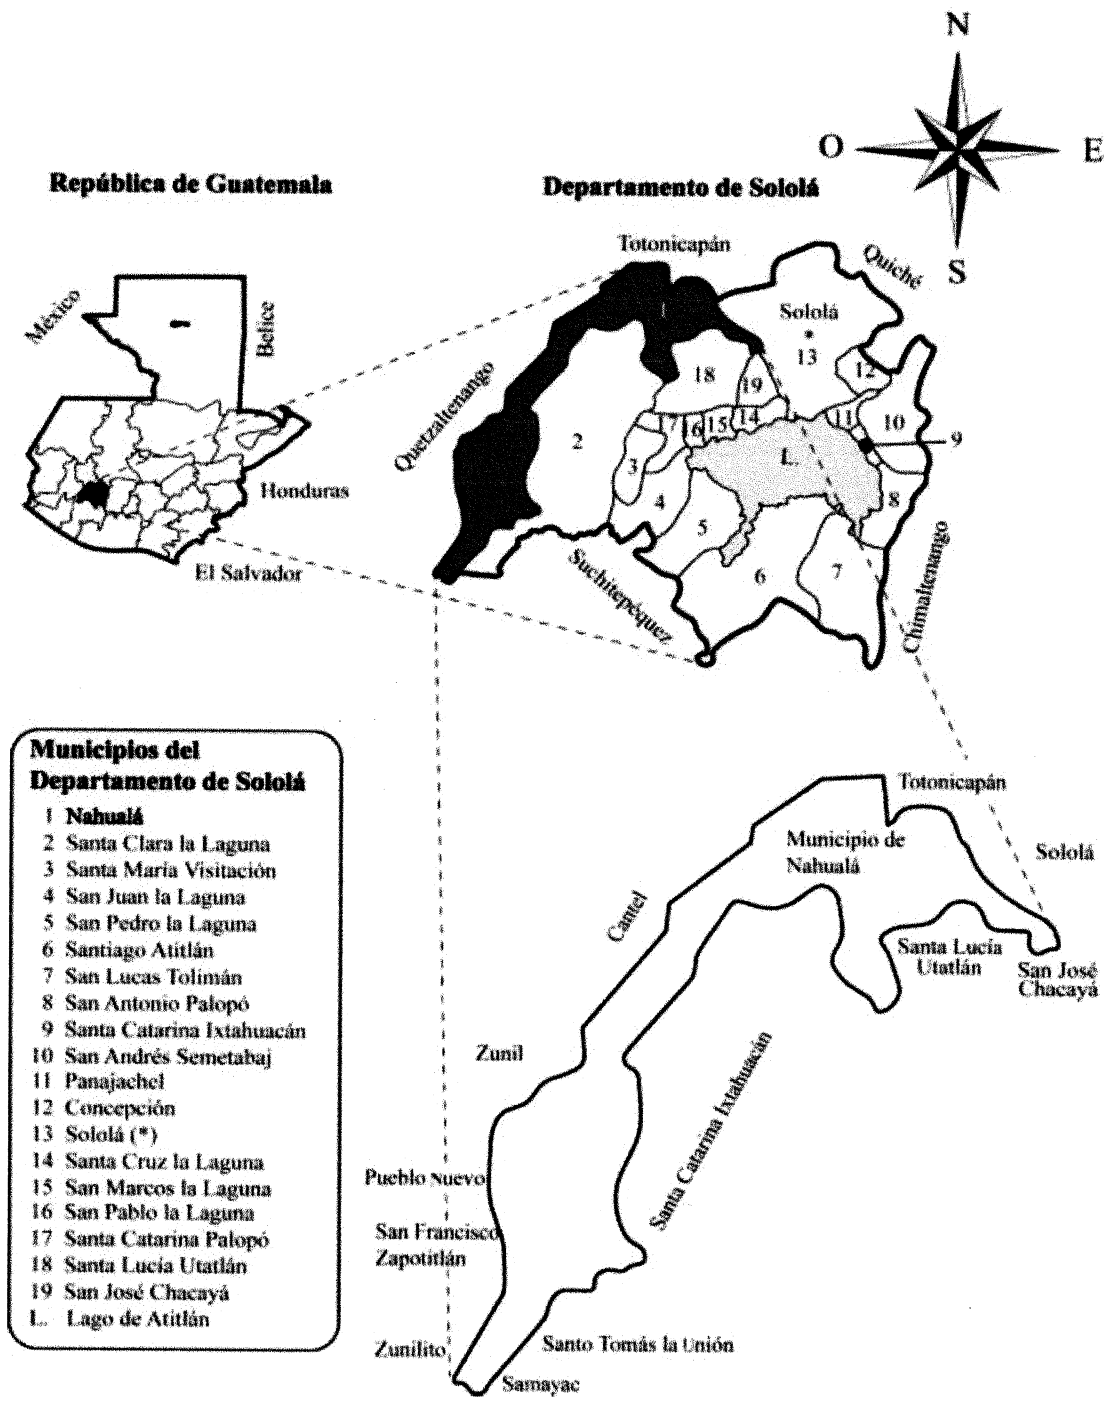 N
O
E
S
República de Guatemala
Departamento de Sololá
México
Belice
Honduras
El Salvador
Totonicapán
Quiché
Quetzaltenango
Suchitepéquez
Chimaltenango
Sololá
*
13
12
18
19
10
11
14
15
16
17
9
2
3
L.
4
5
8
6
7
1
Municipios del
Departamento de Sololá
1 Nahualá
2 Santa Clara la Laguna
3 Santa María Visitación
4 San Juan la Laguna
5 San Pedro la Laguna
6 Santiago Atitlán
7 San Lucas Tolimán
8 San Antonio Palopó
9 Santa Catarina Ixtahuacán
10 San Andrés Semetabaj
11 Panajachel
12 Concepción
13 Sololá (*)
14 Santa Cruz la Laguna
15 San Marcos la Laguna
16 San Pablo la Laguna
17 Santa Catarina Palopó
18 Santa Lucía Utatlán
19 San José Chacayá
L. Lago de Atitlán
Totonicapán
Municipio de
Nahualá
Sololá
Cantel
Santa Lucía
Utatlán
San José
Chacayá
Zunil
Santa Catarina Ixtahuacán
Pueblo Nuevo
San Francisco
Zapotitlán
Zunilito
Santo Tomás la Unión
Samayac